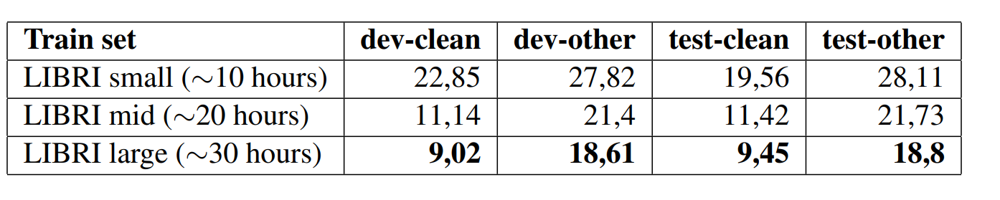 Train set dev-clean dev-other test-clean test-other
LIBRI small (~10 hours) 22,85 27,82 19,56 28,11
LIBRI mid (~20 hours) 11,14 21,4 11,42 21,73
LIBRI large (~30 hours) 9,02 18,61 9,45 18,8